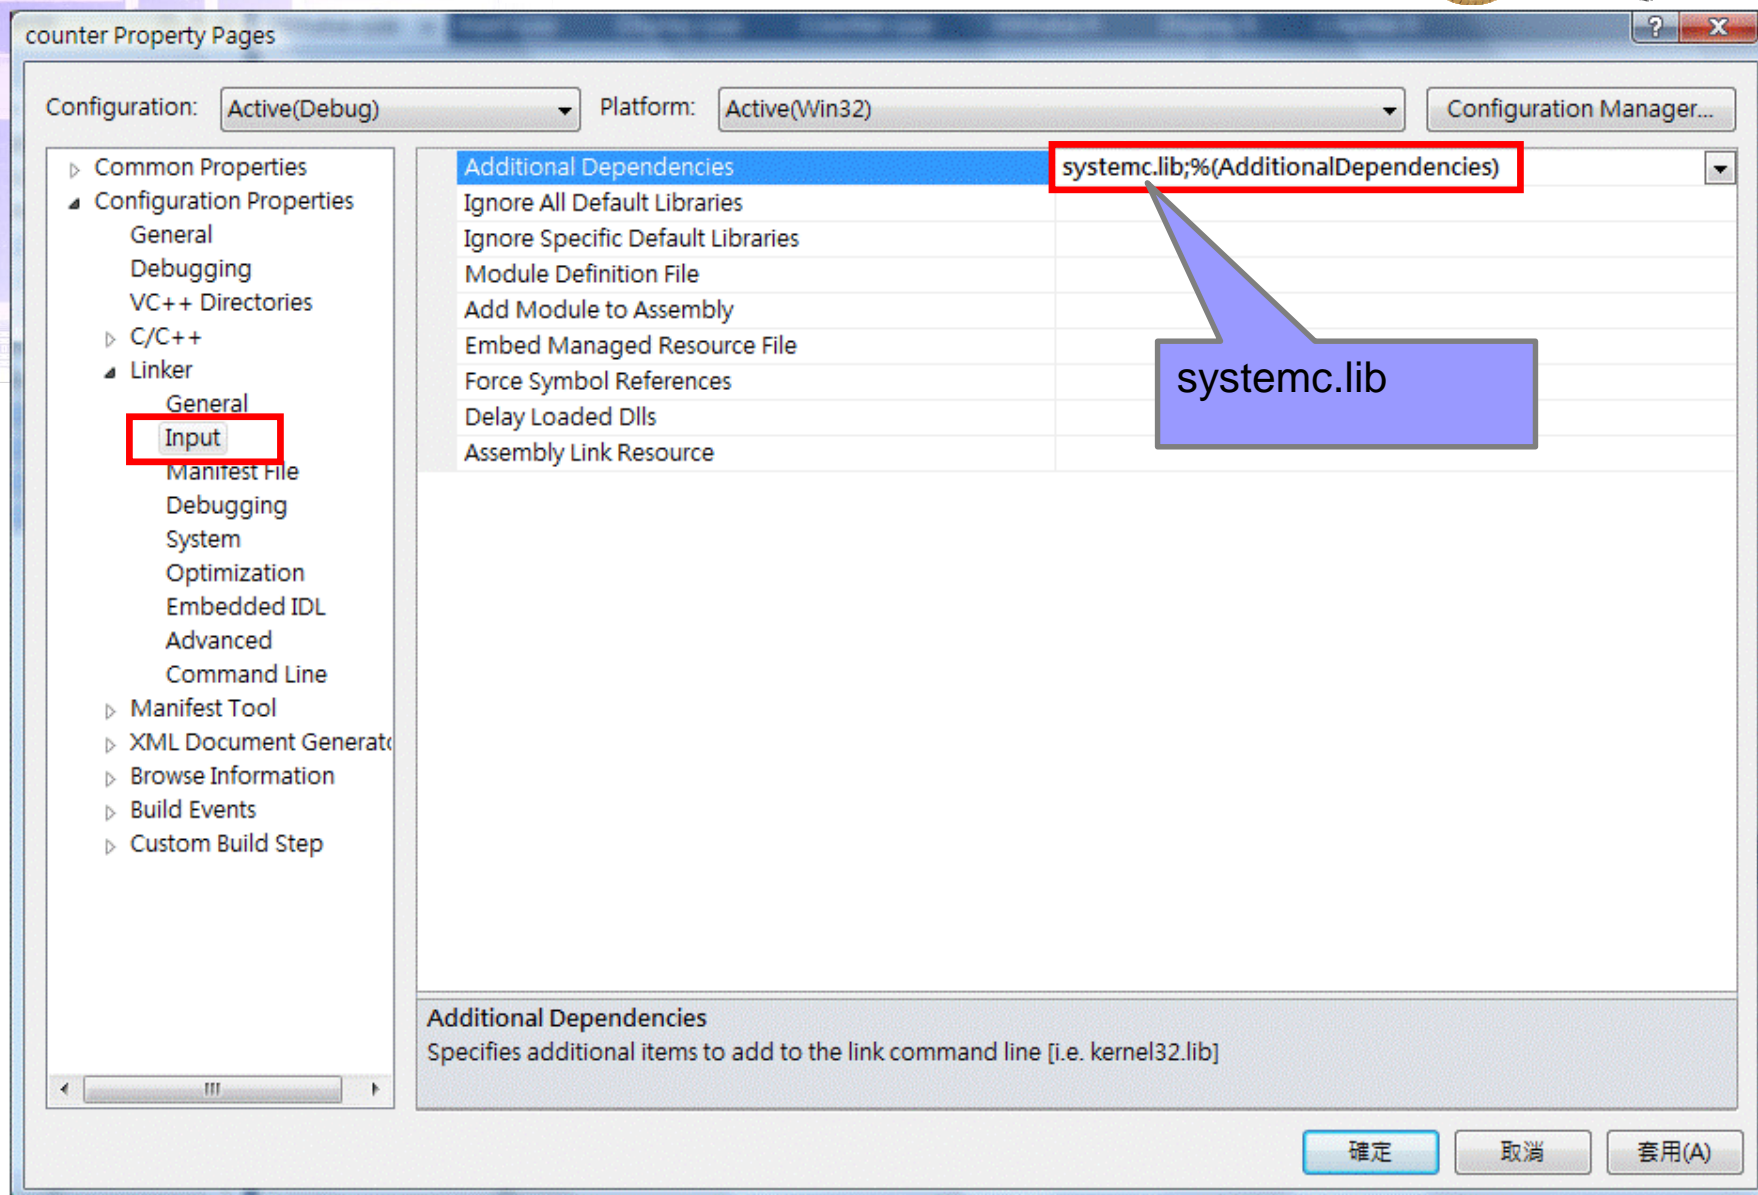 counter Property Pages
?
X
Configuration:
Active(Debug)
Platform:
Active(Win32)
Configuration Manager...
Common Properties
Configuration Properties
General
Debugging
VC++ Directories
C/C++
Linker
General
Input
Manifest File
Debugging
System
Optimization
Embedded IDL
Advanced
Command Line
Manifest Tool
XML Document Generato
Browse Information
Build Events
Custom Build Step
Additional Dependencies
systemc.lib;%(AdditionalDependencies)
Ignore All Default Libraries
Ignore Specific Default Libraries
Module Definition File
Add Module to Assembly
Embed Managed Resource File
Force Symbol References
Delay Loaded Dlls
Assembly Link Resource
systemc.lib
Additional Dependencies
Specifies additional items to add to the link command line [i.e. kernel32.lib]
確定
取消
套用(A)